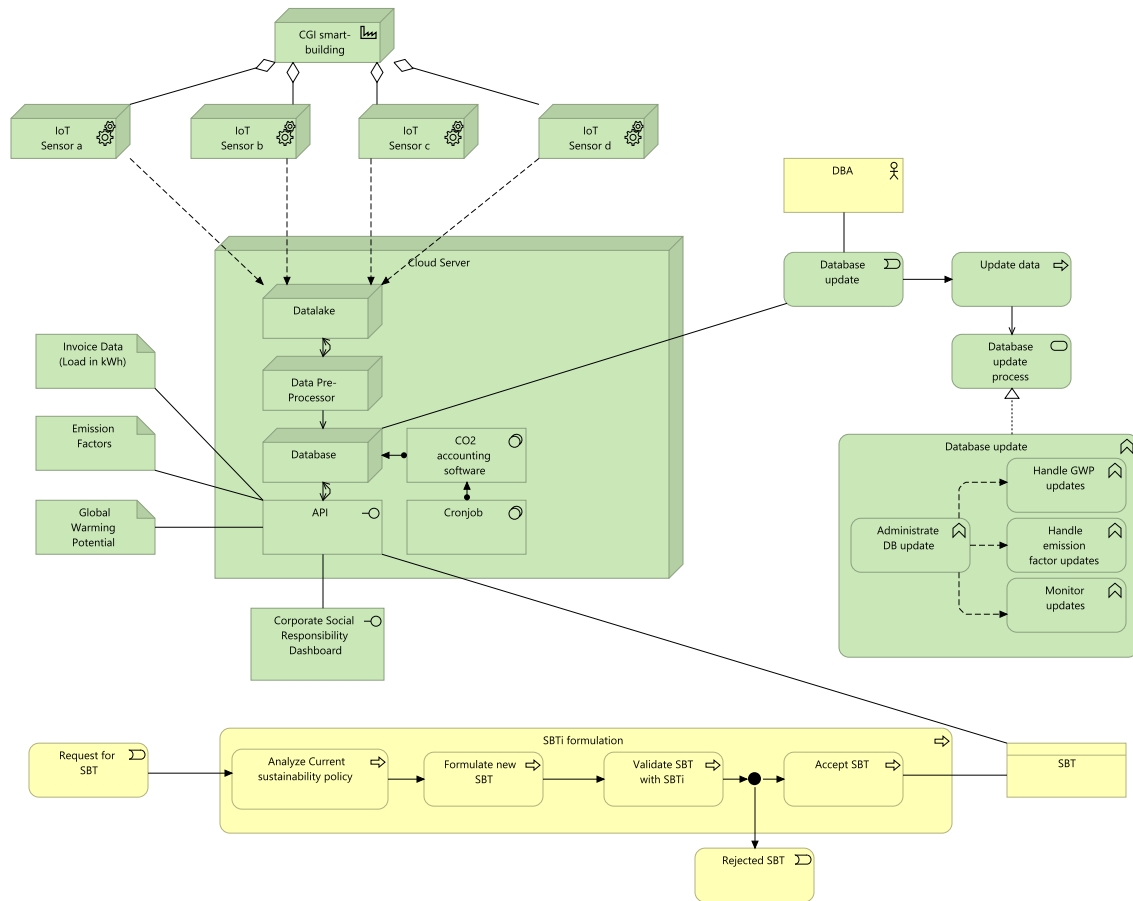 CGI smart-
building
IoT
Sensor a
IoT
Sensor b
IoT
Sensor c
IoT
Sensor d
DBA
Cloud Server
Database
update
Update data
Datalake
Invoice Data
(Load in kWh)
Database
update
process
Data Pre-
Processor
Emission
Factors
Database
CO2
accounting
software
Database update
Handle GWP
updates
Global
Warming
Potential
API
Cronjob
Administrate
DB update
Handle
emission
factor updates
Monitor
updates
Corporate Social
Responsibility
Dashboard
SBTi formulation
Request for
SBT
Analyze Current
sustainability policy
Formulate new
SBT
Validate SBT
with SBTi
Accept SBT
SBT
Rejected SBT